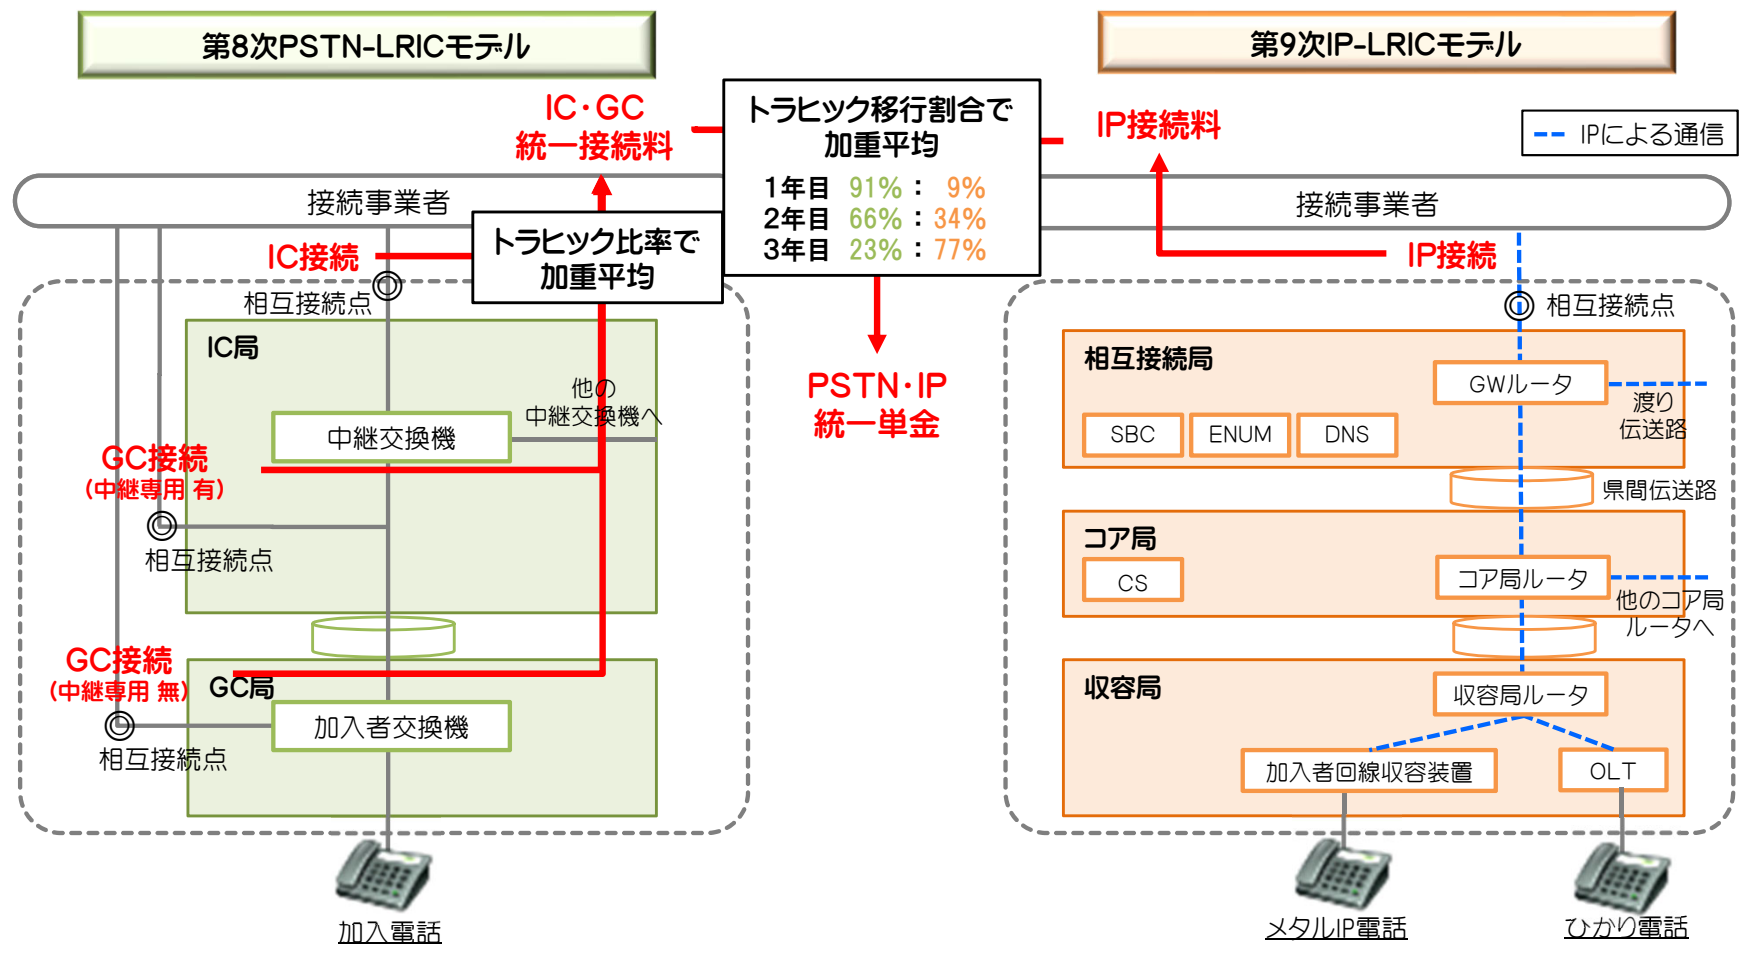 第8次PSTN-LRICモデル
第9次IP-LRICモデル
IC・GC
統一接続料
トラヒック移行割合で
加重平均
1年目 91% : 9%
2年目 66% : 34%
3年目 23% : 77%
IP接続料
IPによる通信
接続事業者
接続事業者
IC接続
トラヒック比率で
加重平均
IP接続
相互接続点
相互接続点
PSTN・IP
統一単金
IC局
他の
中継交換機へ
中継交換機
GC接続
(中継専用 有)
相互接続点
GC接続
(中継専用 無)
GC局
加入者交換機
相互接続点
加入電話
相互接続局
GWルータ
渡り
伝送路
SBC
ENUM
DNS
県間伝送路
コア局
CS
コア局ルータ
他のコア局
ルータへ
収容局
収容局ルータ
加入者回線収容装置
OLT
メタルIP電話
ひかり電話